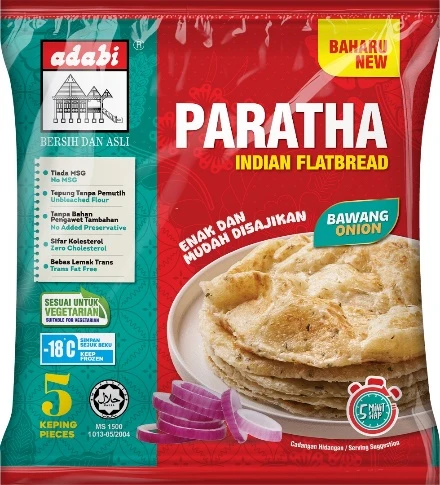 adabi
®
BERSIH DAN ASLI
BAHARU
NEW
PARATHA
INDIAN FLATBREAD
BAWANG
ONION
ENAK DAN
MUDAH DISAJIKAN
Tiada MSG
No MSG
Tepung Tanpa Pemutih
Unbleached Flour
Tanpa Bahan
Pengawet Tambahan
No Added Preservative
Sifar Kolesterol
Zero Cholesterol
Bebas Lemak Trans
Trans Fat Free
SESUAI UNTUK
VEGETARIAN
SUITABLE FOR VEGETARIAN
-18°C
SIMPAN
SEJUK BEKU
KEEP
FROZEN
5
KEPING
PIECES
حلال
MS 1500
1 013-05/2004
5 MINIT
SIAP
Cadangan Hidangan / Serving Suggestion